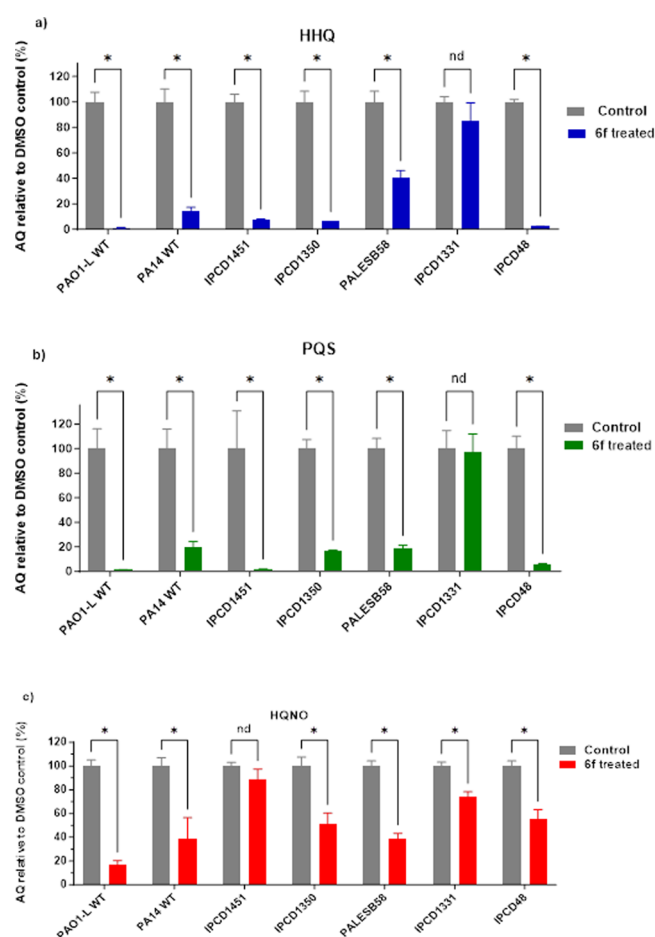 a)
HHQ
* * * * * nd *
AQ relative to DMSO control (%)
120
100
80
60
40
20
0
Control
6f treated
PAO1-L WT
PA14 WT
IPCD1451
IPCD1350
PALESB58
IPCD1331
IPCD48
b)
PQS
* * * * * nd *
AQ relative to DMSO control (%)
120
100
80
60
40
20
0
Control
6f treated
PAO1-L WT
PA14 WT
IPCD1451
IPCD1350
PALESB58
IPCD1331
IPCD48
c)
HQNO
* * nd * * * *
AQ relative to DMSO control (%)
120
100
80
60
40
20
0
Control
6f treated
PAO1-L WT
PA14 WT
IPCD1451
IPCD1350
PALESB58
IPCD1331
IPCD48